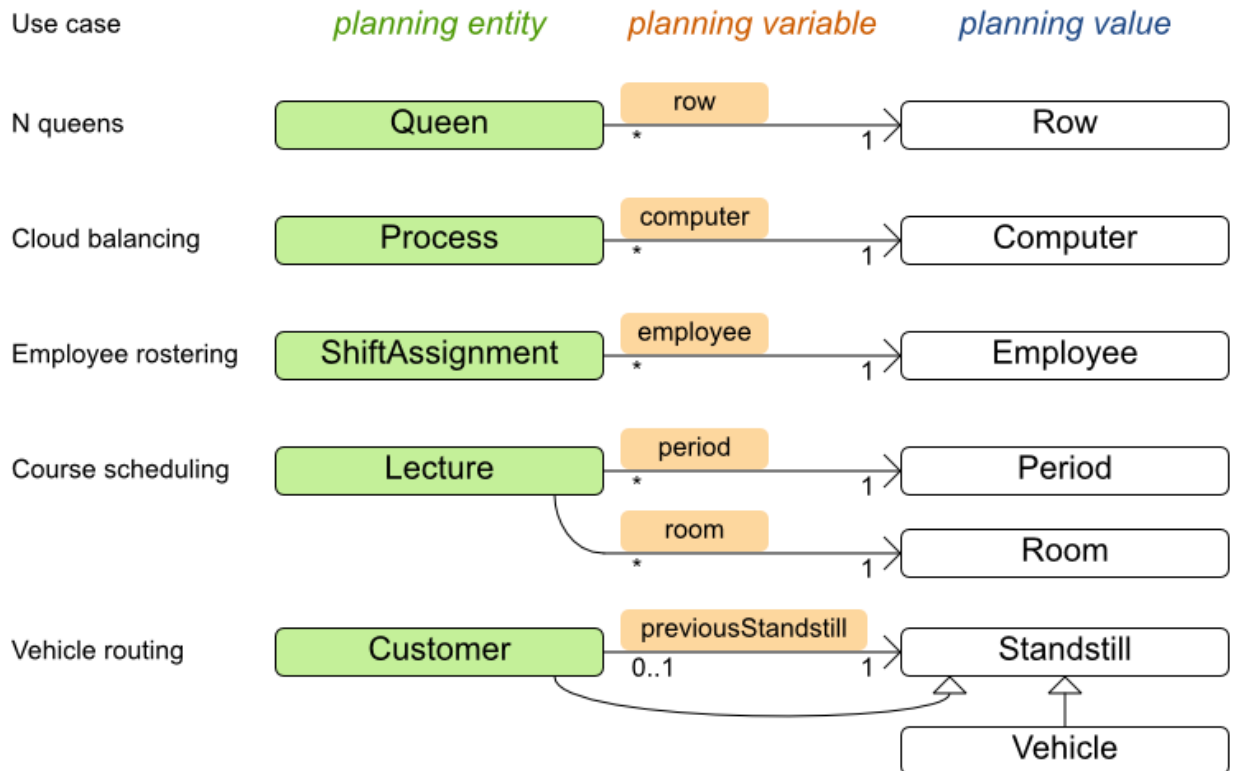 Use case planning entity planning variable planning value
row
N queens Queen Row
* 1
computer
Cloud balancing Process Computer
* 1
employee
Employee rostering ShiftAssignment Employee
* 1
period
Course scheduling Lecture Period
* 1
room
Room
* 1
previousStandstill
Vehicle routing Customer Standstill
0..1 1
Vehicle